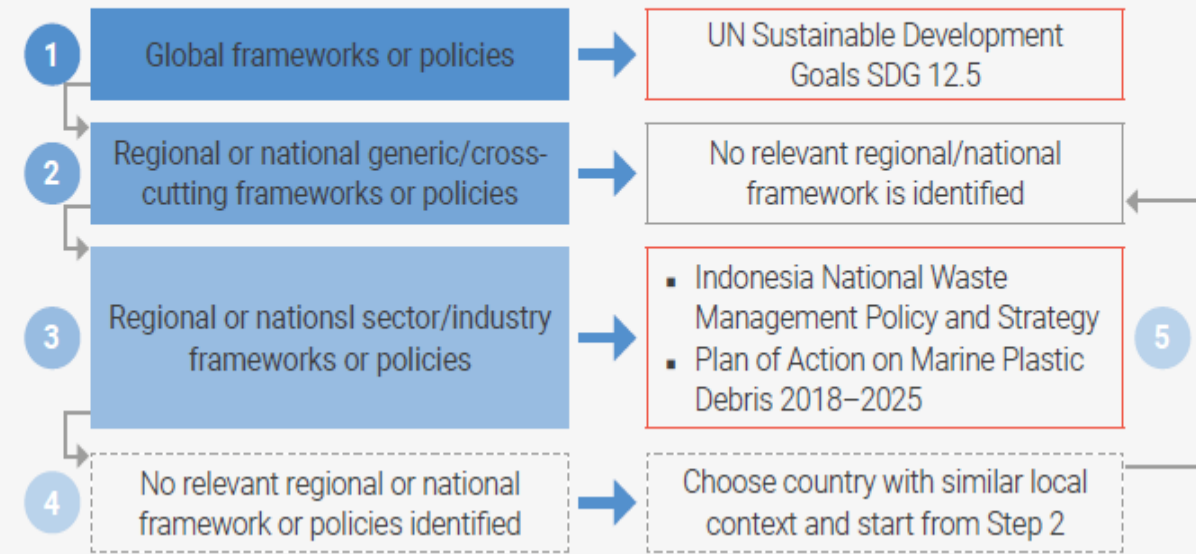 1
Global frameworks or policies
UN Sustainable Development
Goals SDG 12.5
2
Regional or national generic/cross-
cutting frameworks or policies
No relevant regional/national
framework is identified
3
Regional or nationsl sector/industry
frameworks or policies
▪ Indonesia National Waste
Management Policy and Strategy
▪ Plan of Action on Marine Plastic
Debris 2018–2025
5
4
No relevant regional or national
framework or policies identified
Choose country with similar local
context and start from Step 2